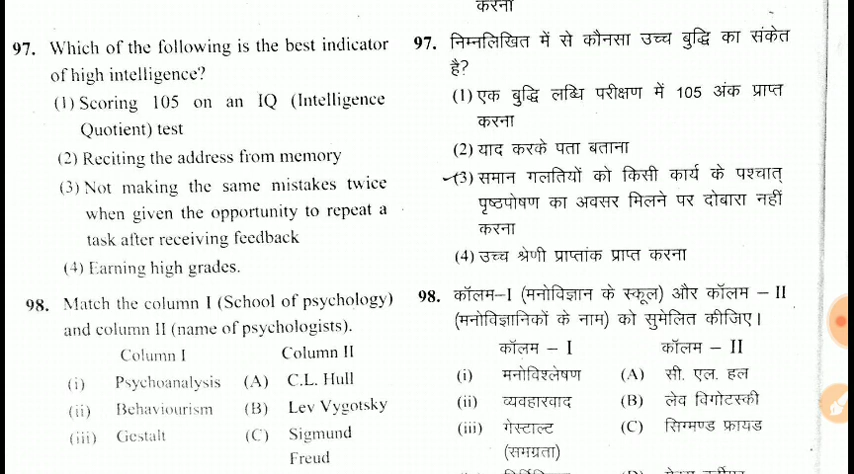 करना
97. Which of the following is the best indicator
of high intelligence?
(1) Scoring 105 on an IQ (Intelligence
Quotient) test
(2) Reciting the address from memory
(3) Not making the same mistakes twice
when given the opportunity to repeat a
task after receiving feedback
(4) Earning high grades.
98. Match the column I (School of psychology)
and column II (name of psychologists).
Column I Column II
(i) Psychoanalysis (A) C.L. Hull
(ii) Behaviourism (B) Lev Vygotsky
(iii) Gestalt (C) Sigmund
Freud
97. निम्नलिखित में से कौनसा उच्च बुद्धि का संकेत
है?
(1) एक बुद्धि लब्धि परीक्षण में 105 अंक प्राप्त
करना
(2) याद करके पता बताना
(3) समान गलतियों को किसी कार्य के पश्चात्
पृष्ठपोषण का अवसर मिलने पर दोबारा नहीं
करना
(4) उच्च श्रेणी प्राप्तांक प्राप्त करना
98. कॉलम–I (मनोविज्ञान के स्कूल) और कॉलम – II
(मनोविज्ञानिकों के नाम) को सुमेलित कीजिए।
कॉलम – I कॉलम – II
(i) मनोविश्लेषण (A) सी. एल. हल
(ii) व्यवहारवाद (B) लेव विगोटस्की
(iii) गेस्टाल्ट (C) सिग्मण्ड फ्रायड
(समग्रता)